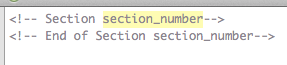 <!-- Section section_number-->
<!-- End of Section section_number-->